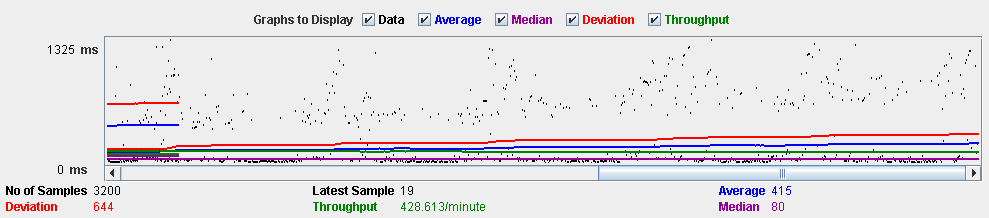 Graphs to Display Data Average Median Deviation Throughput
1325 ms
0 ms
No of Samples 3200 Latest Sample 19 Average 415
Deviation 644 Throughput 428.613/minute Median 80